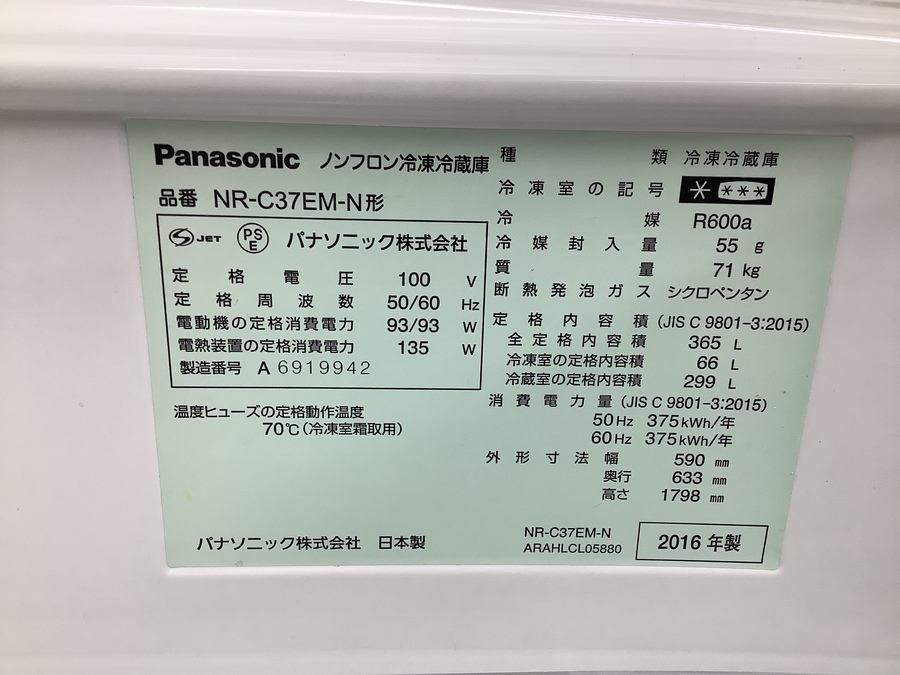 Panasonic ノンフロン冷凍冷蔵庫
品番 NR-C37EM-N形
S JET PSE パナソニック株式会社
定格電圧 100 V
定格周波数 50/60 Hz
電動機の定格消費電力 93/93 W
電熱装置の定格消費電力 135 W
製造番号 A 6919942
温度ヒューズの定格動作温度
70℃(冷凍室霜取用)
パナソニック株式会社 日本製
種類 冷凍冷蔵庫
冷凍室の記号 * ***
冷媒 R600a
冷媒封入量 55 g
質量 71 kg
断熱発泡ガス シクロペンタン
定格内容積 (JIS C 9801-3:2015)
全定格内容積 365 L
冷凍室の定格内容積 66 L
冷蔵室の定格内容積 299 L
消費電力量 (JIS C 9801-3:2015)
50Hz 375kWh/年
60Hz 375kWh/年
外形寸法幅 590 mm
奥行 633 mm
高さ 1798 mm
NR-C37EM-N
ARAHLCL05880
2016年製